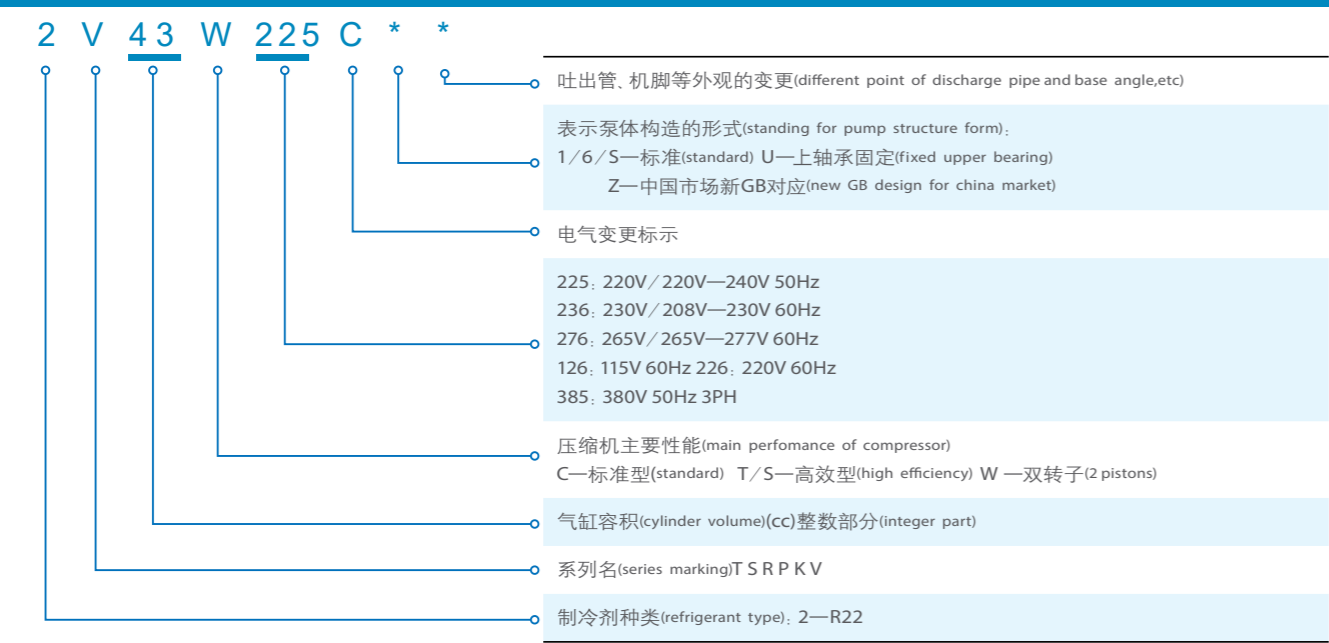 2 V 43 W 225 C * *
吐出管、机脚等外观的变更(different point of discharge pipe and base angle,etc)
表示泵体构造的形式(standing for pump structure form):
1/6/S—标准(standard) U—上轴承固定(fixed upper bearing)
Z—中国市场新GB对应(new GB design for china market)
电气变更标示
225: 220V/220V—240V 50Hz
236: 230V/208V—230V 60Hz
276: 265V/265V—277V 60Hz
126: 115V 60Hz 226: 220V 60Hz
385: 380V 50Hz 3PH
压缩机主要性能(main perfomance of compressor)
C—标准型(standard) T/S—高效型(high efficiency) W —双转子(2 pistons)
气缸容积(cylinder volume)(cc)整数部分(integer part)
系列名(series marking)T S R P K V
制冷剂种类(refrigerant type): 2—R22